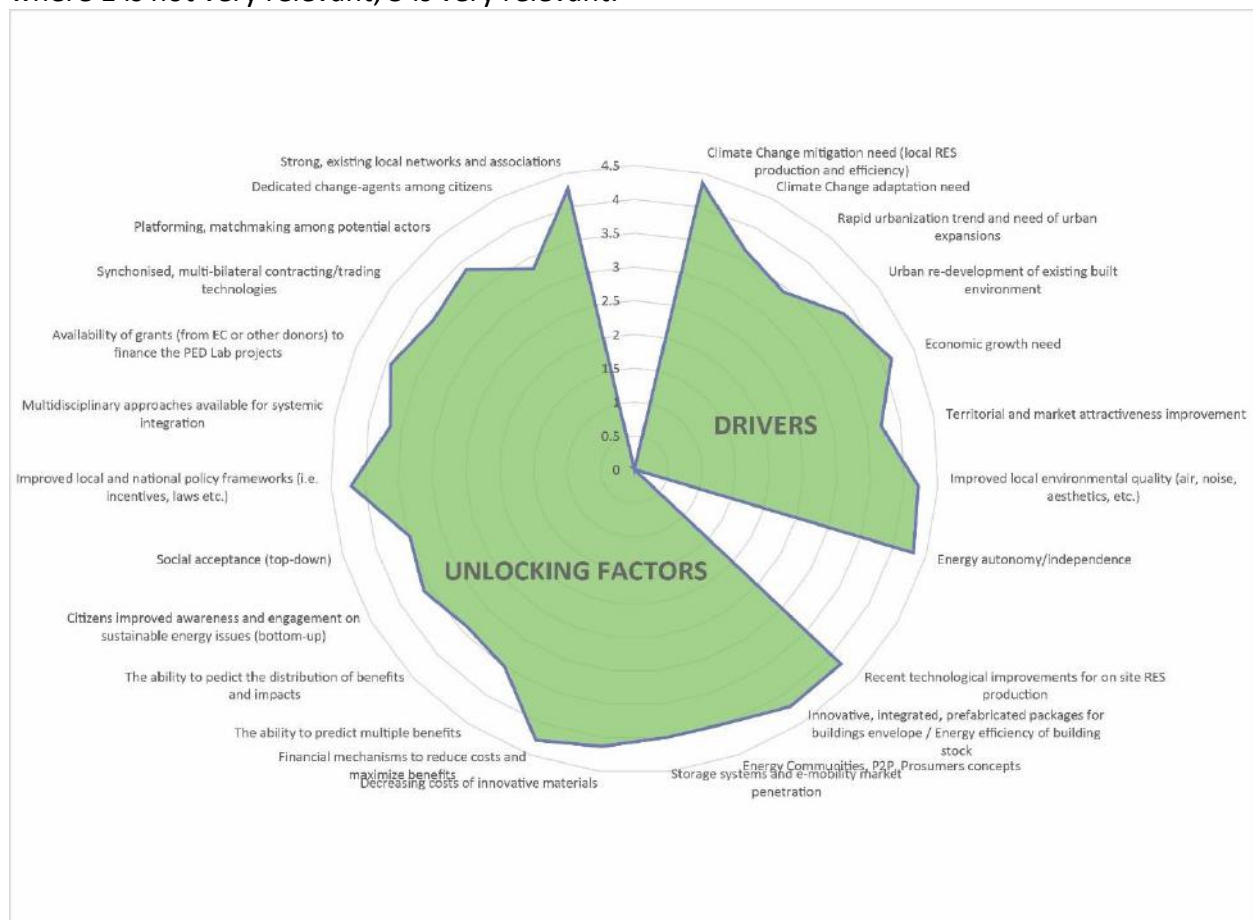 Strong, existing local networks and associations
Dedicated change-agents among citizens
Platforming, matchmaking among potential actors
Synchonised, multi-bilateral contracting/trading
technologies
Availability of grants (from EC or other donors) to
finance the PED Lab projects
Multidisciplinary approaches available for systemic
integration
Improved local and national policy frameworks (i.e.
incentives, laws etc.)
Social acceptance (top-down)
Citizens improved awareness and engagement on
sustainable energy issues (bottom-up)
The ability to pedict the distribution of benefits
and impacts
The ability to predict multiple benefits
Financial mechanisms to reduce costs and
maximize benefits
Decreasing costs of innovative materials
4.5
4
3.5
3
2.5
2
1.5
1
0.5
0
DRIVERS
UNLOCKING FACTORS
Climate Change mitigation need (local RES
production and efficiency)
Climate Change adaptation need
Rapid urbanization trend and need of urban
expansions
Urban re-development of existing built
environment
Economic growth need
Territorial and market attractiveness improvement
Improved local environmental quality (air, noise,
aesthetics, etc.)
Energy autonomy/independence
Recent technological improvements for on site RES
production
Innovative, integrated, prefabricated packages for
buildings envelope / Energy efficiency of building
stock
Energy Communities, P2P, Prosumers concepts
Storage systems and e-mobility market
penetration